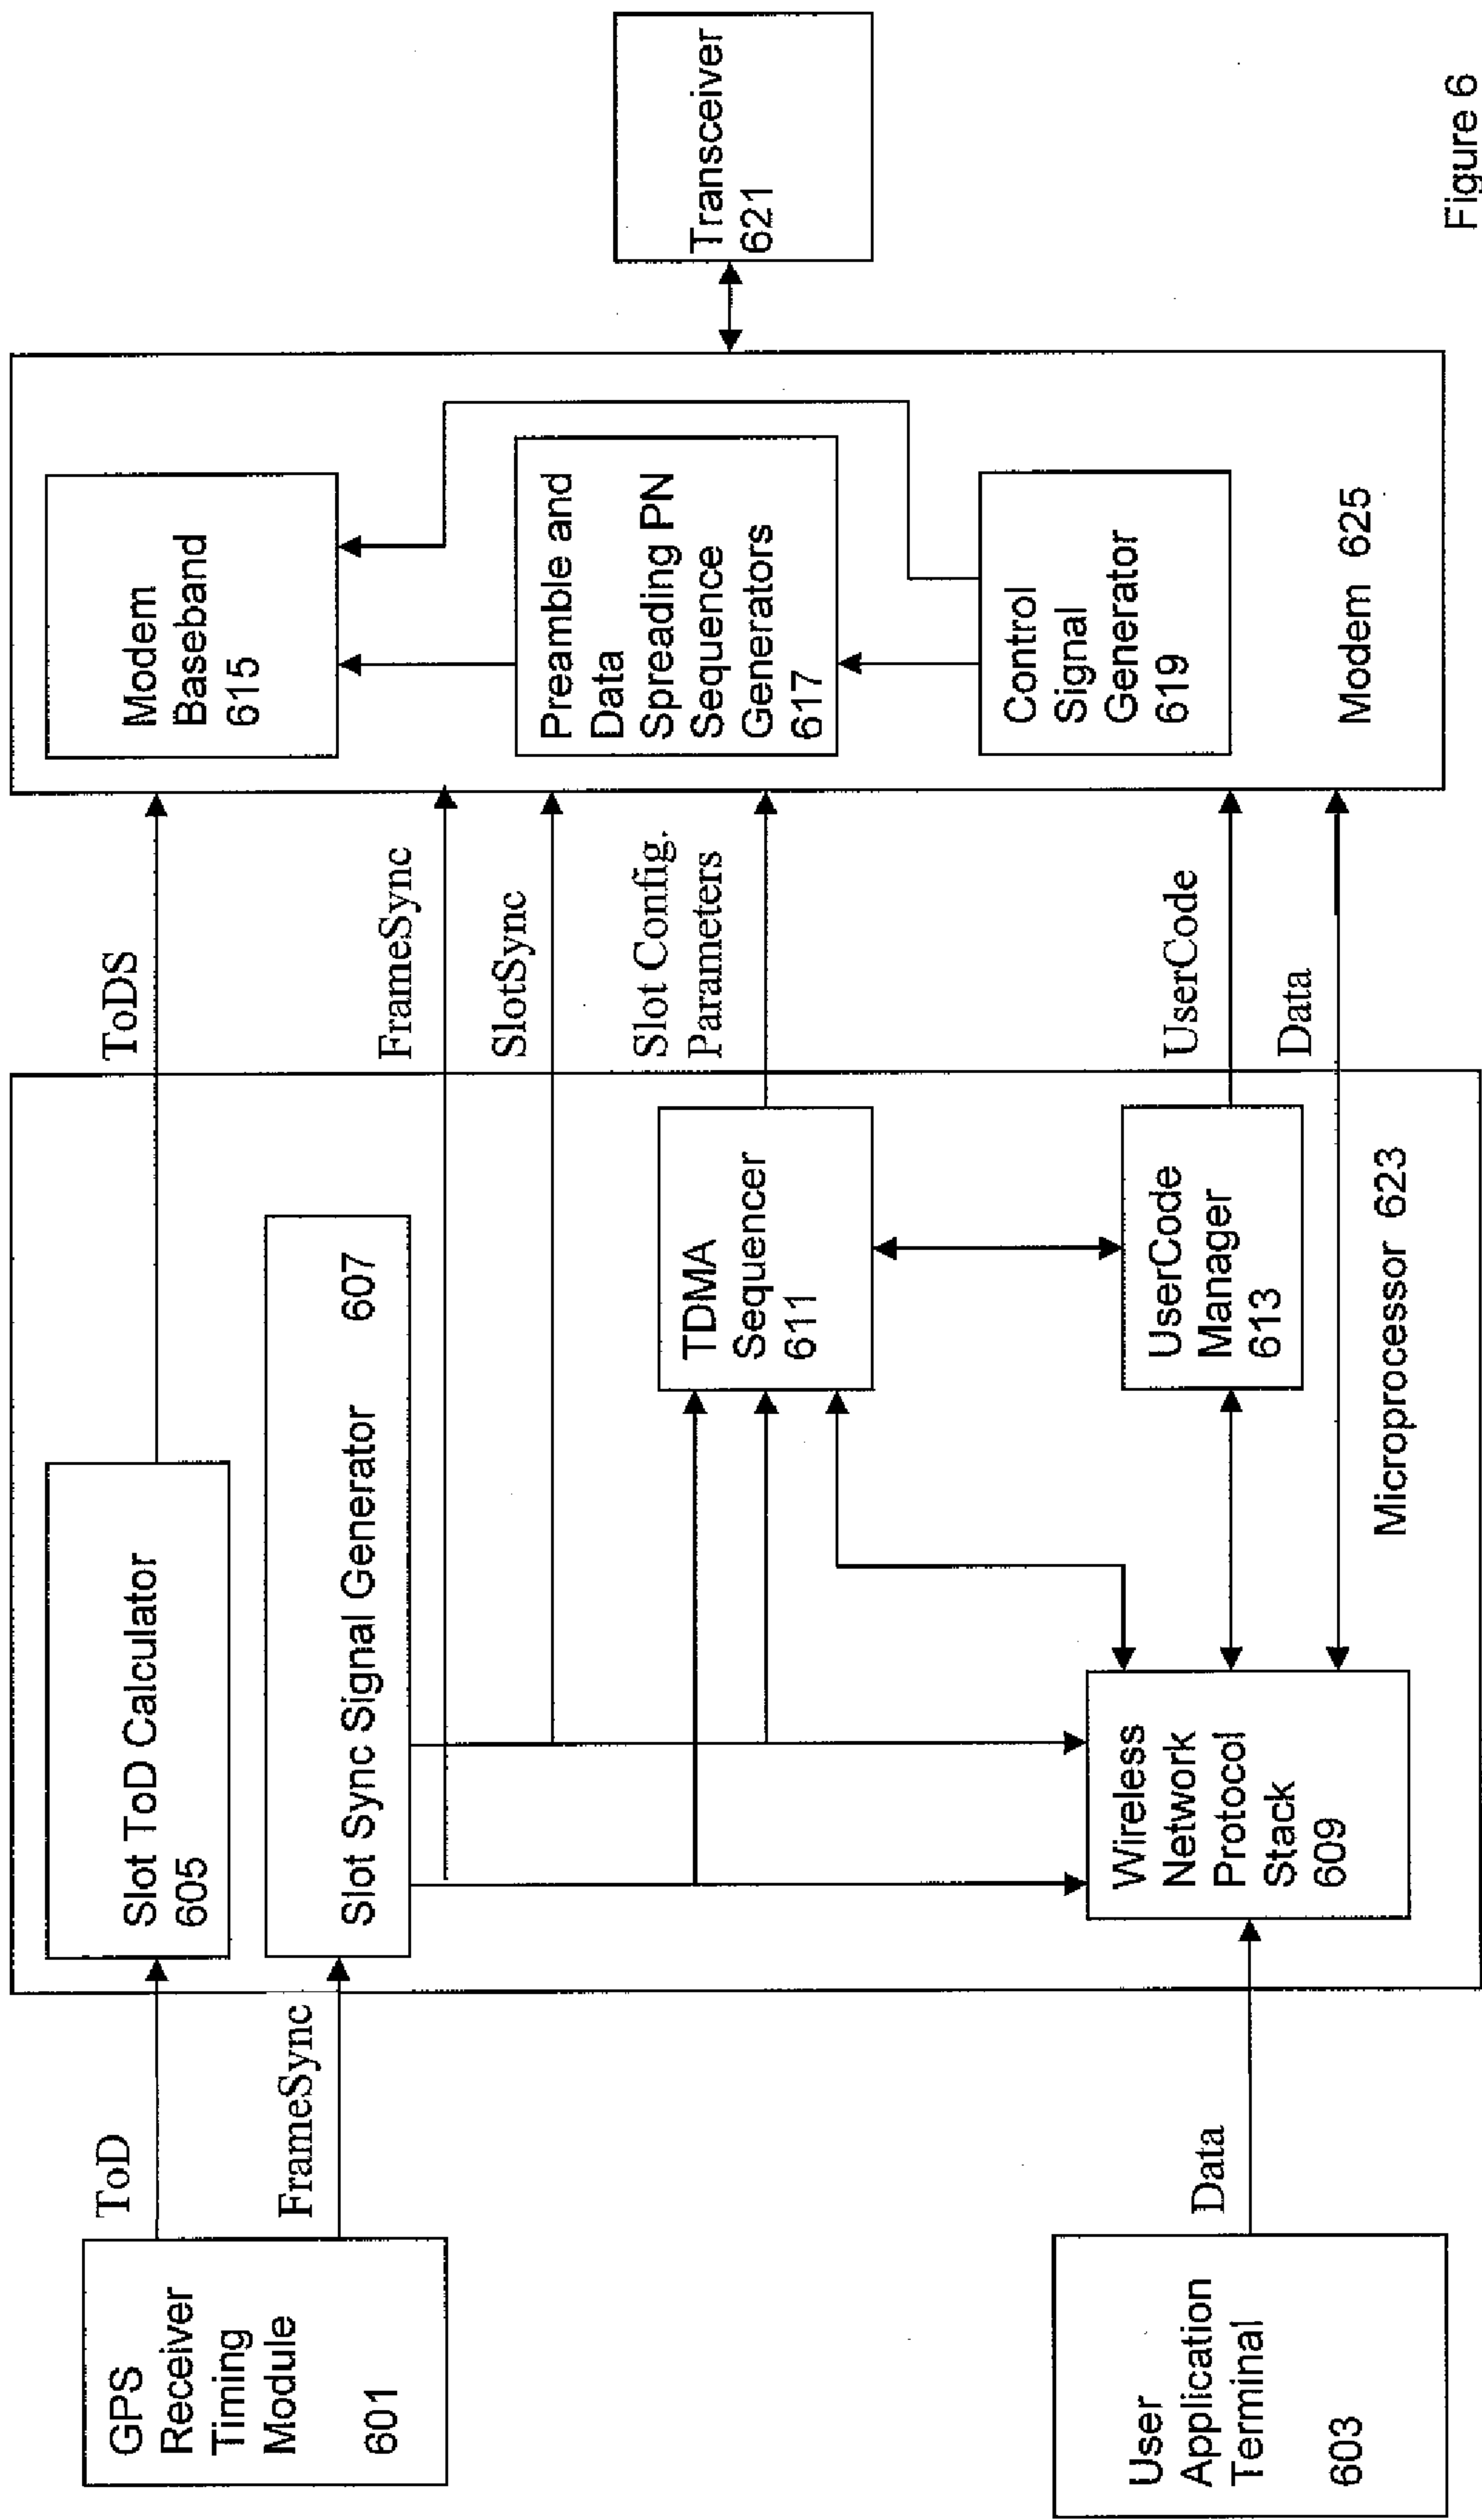 GPS
Receiver
Timing
Module
601
ToD
FrameSync
User
Application
Terminal
603
Data
Slot ToD Calculator
605
Slot Sync Signal Generator 607
Wireless
Network
Protocol
Stack
609
TDMA
Sequencer
611
UserCode
Manager
613
Microprocessor 623
ToDS
FrameSync
SlotSync
Slot Config.
Parameters
UserCode
Data
Modem
Baseband
615
Preamble and
Data
Spreading PN
Sequence
Generators
617
Control
Signal
Generator
619
Modem 625
Transceiver
621
Figure 6